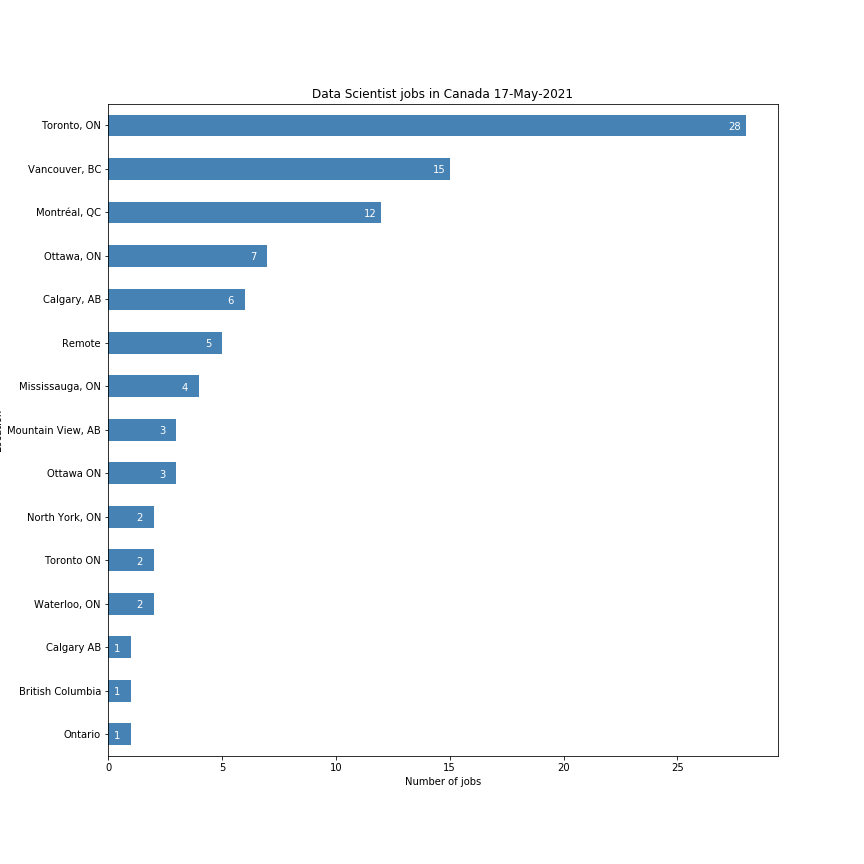 Data Scientist jobs in Canada 17-May-2021
Toronto, ON 28
Vancouver, BC 15
Montréal, QC 12
Ottawa, ON 7
Calgary, AB 6
Remote 5
Mississauga, ON 4
Mountain View, AB 3
Ottawa ON 3
North York, ON 2
Toronto ON 2
Waterloo, ON 2
Calgary AB 1
British Columbia 1
Ontario 1
0 5 10 15 20 25
Number of jobs